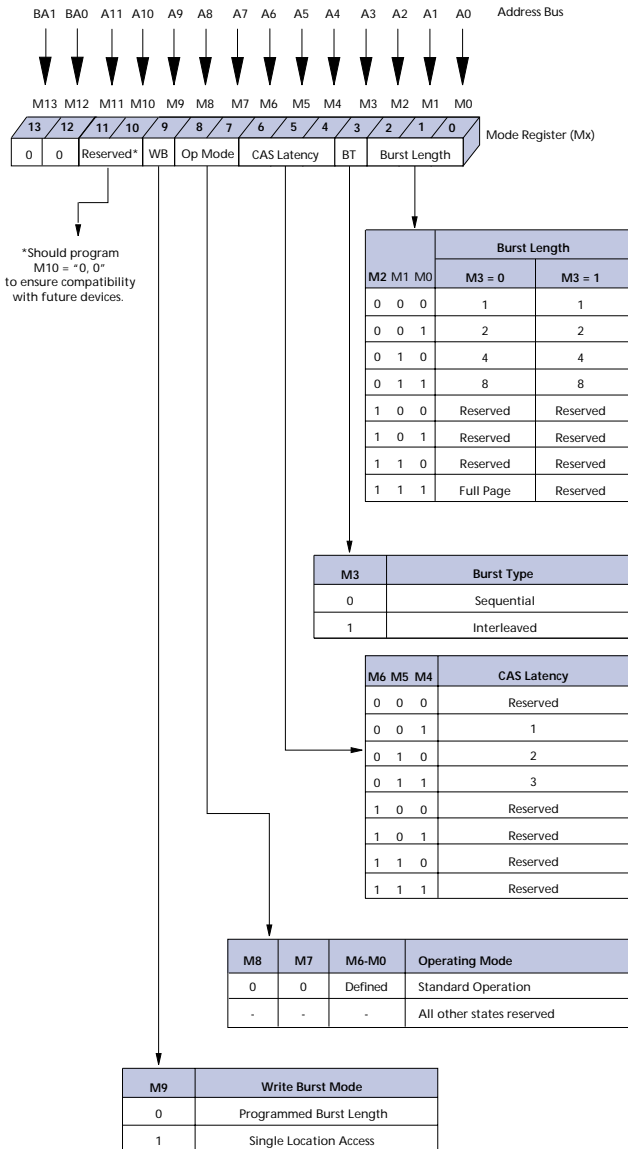 BA1 BA0 A11 A10 A9 A8 A7 A6 A5 A4 A3 A2 A1 A0 Address Bus
M13 M12 M11 M10 M9 M8 M7 M6 M5 M4 M3 M2 M1 M0
13 12 11 10 9 8 7 6 5 4 3 2 1 0
Mode Register (Mx)
0 0 Reserved* WB Op Mode CAS Latency BT Burst Length
*Should program
M10 = “0, 0”
to ensure compatibility
with future devices.
Burst Length
M2 M1 M0 M3 = 0 M3 = 1
0 0 0 1 1
0 0 1 2 2
0 1 0 4 4
0 1 1 8 8
1 0 0 Reserved Reserved
1 0 1 Reserved Reserved
1 1 0 Reserved Reserved
1 1 1 Full Page Reserved
M3 Burst Type
0 Sequential
1 Interleaved
M6 M5 M4 CAS Latency
0 0 0 Reserved
0 0 1 1
0 1 0 2
0 1 1 3
1 0 0 Reserved
1 0 1 Reserved
1 1 0 Reserved
1 1 1 Reserved
M8 M7 M6-M0 Operating Mode
0 0 Defined Standard Operation
- - - All other states reserved
M9 Write Burst Mode
0 Programmed Burst Length
1 Single Location Access